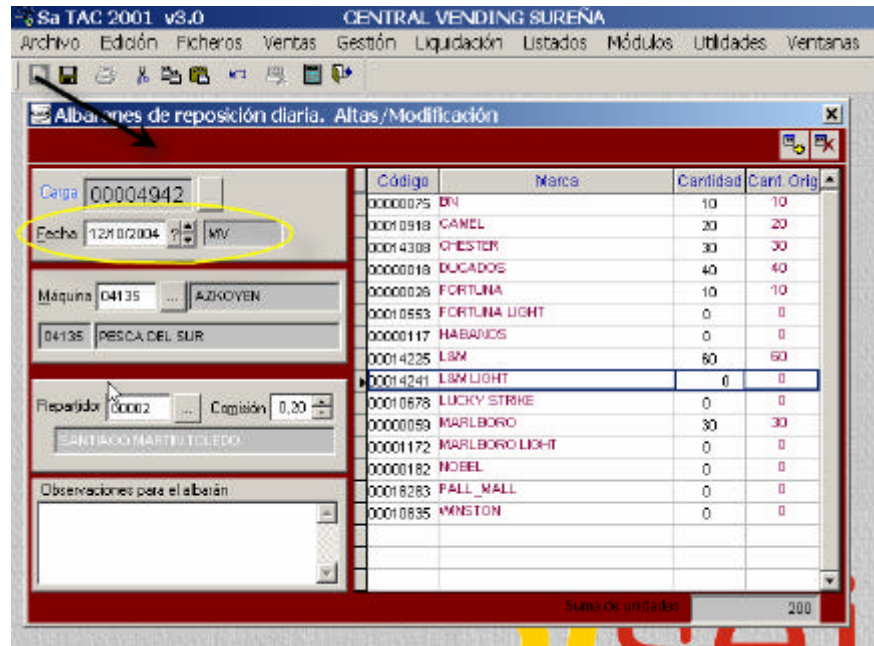 Sa TAC 2001 v3.0 CENTRAL VENDING SUREÑA
Archivo Edición Ficheros Ventas Gestión Liquidación Listados Módulos Utilidades Ventanas
Albaranes de reposición diaria. Altas/Modificación
Carga 00004942
Fecha 12/10/2004 ? MV
Máquina 04135 ... AZKOYEN
04135 PESCA DEL SUR
Repartidor 00002 ... Comisión 0,20
SANTIAGO MARTIN TOLEDO
Observaciones para el albarán
Código Marca Cantidad Cant. Orig
00000075 BN 10 10
00010918 CAMEL 20 20
00014308 CHESTER 30 30
00000018 DUCADOS 40 40
00000026 FORTUNA 10 10
00010553 FORTUNA LIGHT 0 0
00000117 HABANOS 0 0
00014225 L&M 60 60
00014241 L&M LIGHT 0 0
00010678 LUCKY STRIKE 0 0
00000059 MARLBORO 30 30
00001172 MARLBORO LIGHT 0 0
00000182 NOBEL 0 0
00018283 PALL_MALL 0 0
00010835 WINSTON 0 0
Suma de unidades 200